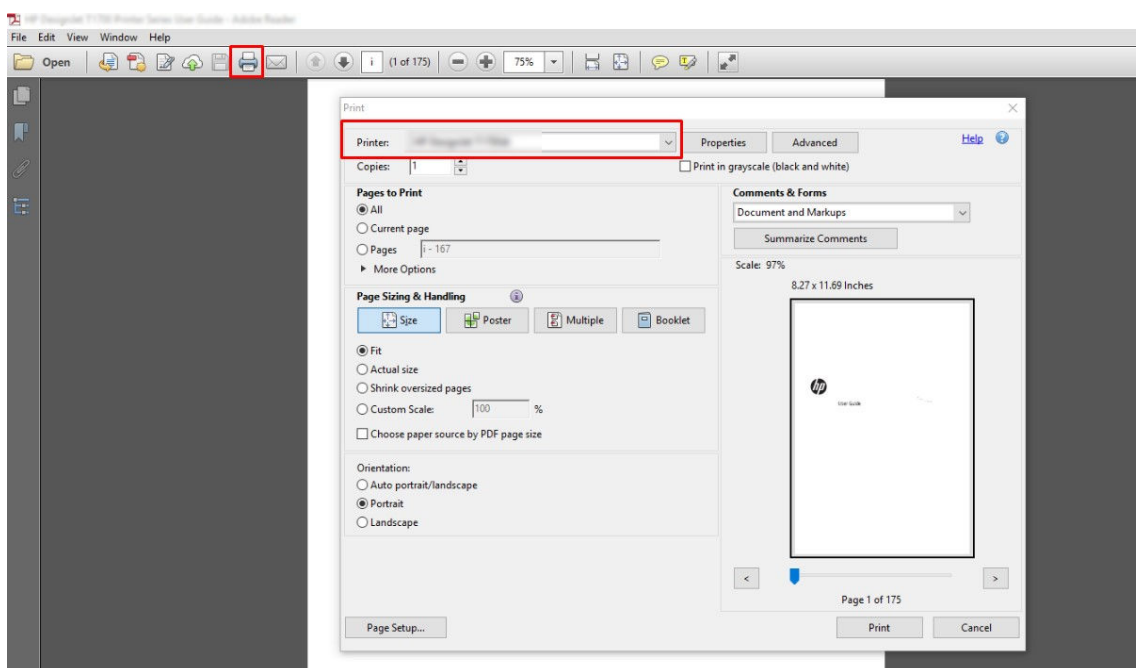 File Edit View Window Help
Open i (1 of 175) 75%
Print
Printer: Properties Advanced Help
Copies: 1 Print in grayscale (black and white)
Pages to Print
All
Current page
Pages i - 167
More Options
Comments & Forms
Document and Markups
Summarize Comments
Page Sizing & Handling
Size Poster Multiple Booklet
Fit
Actual size
Shrink oversized pages
Custom Scale: 100 %
Choose paper source by PDF page size
Orientation:
Auto portrait/landscape
Portrait
Landscape
Scale: 97%
8.27 x 11.69 Inches
hp
User Guide
< >
Page 1 of 175
Page Setup... Print Cancel